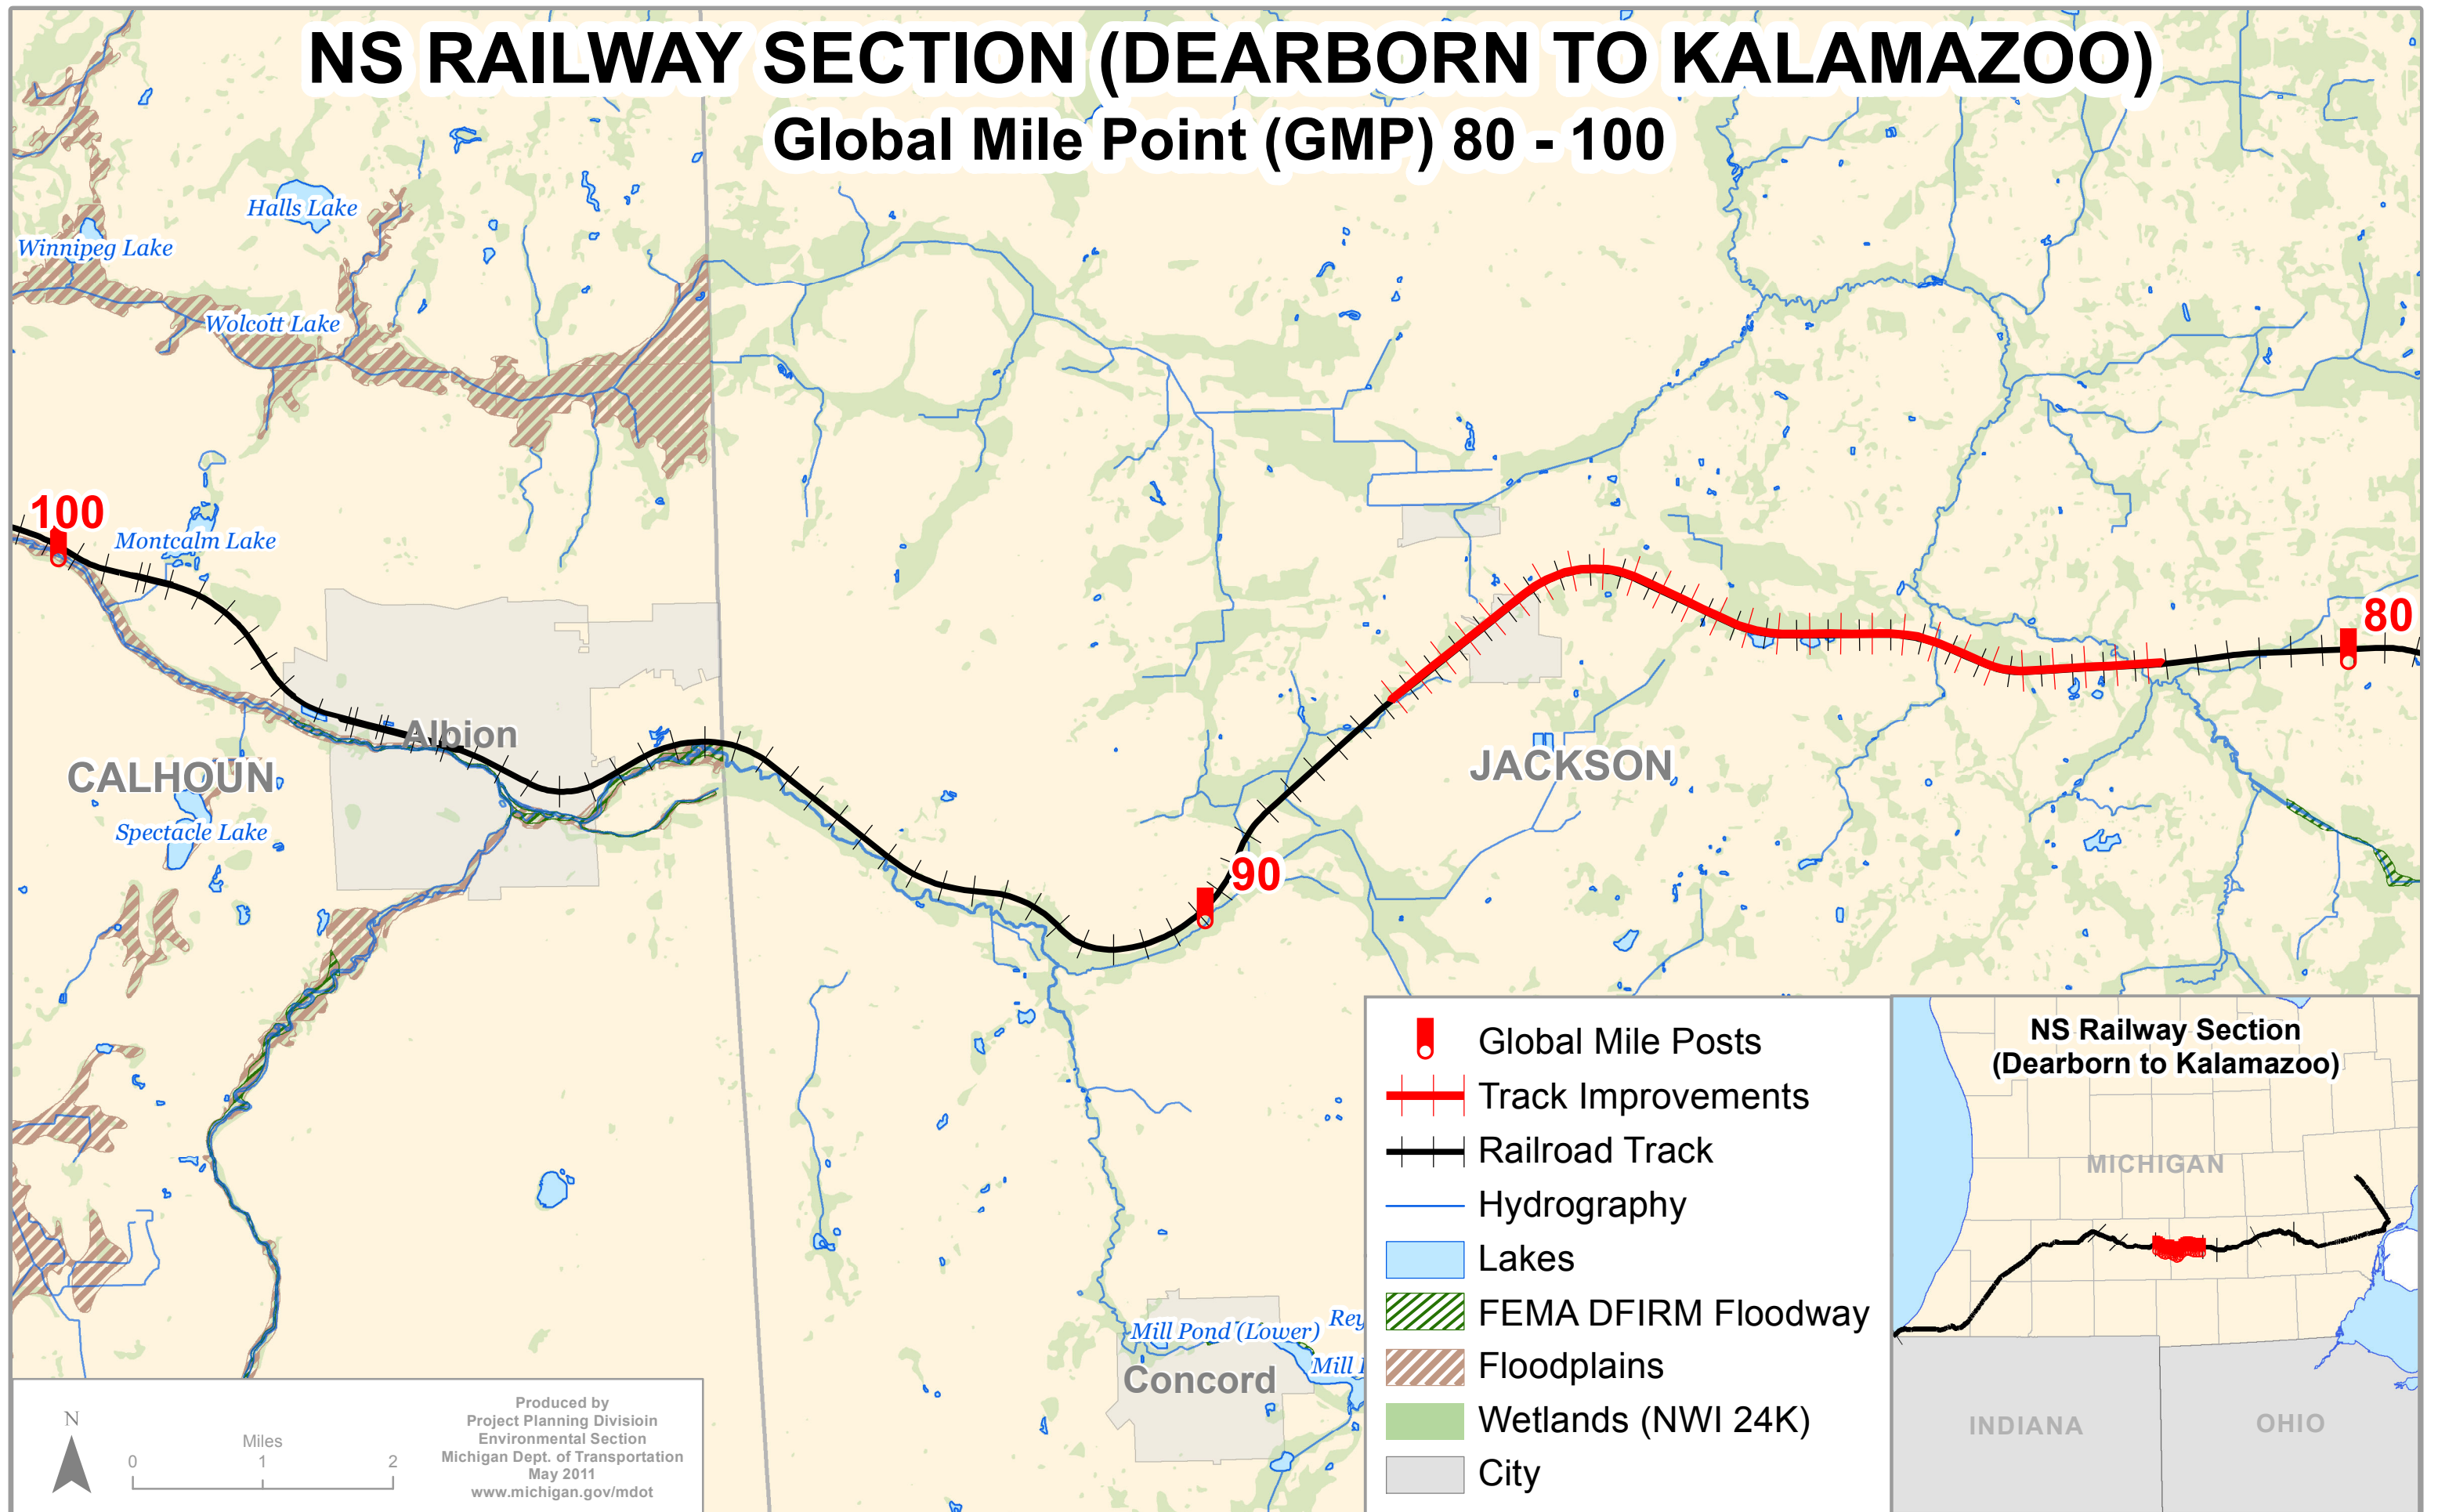 NS RAILWAY SECTION (DEARBORN TO KALAMAZOO)
Global Mile Point (GMP) 80 - 100
Halls Lake
Winnipeg Lake
Wolcott Lake
100
Montcalm Lake
80
Albion
CALHOUN
JACKSON
Spectacle Lake
90
Mill Pond (Lower)
Rey
Mill
Concord
Global Mile Posts
Track Improvements
Railroad Track
Hydrography
Lakes
FEMA DFIRM Floodway
Floodplains
Wetlands (NWI 24K)
City
NS Railway Section
(Dearborn to Kalamazoo)
MICHIGAN
INDIANA
OHIO
N
Miles
0 1 2
Produced by
Project Planning Divisioin
Environmental Section
Michigan Dept. of Transportation
May 2011
www.michigan.gov/mdot